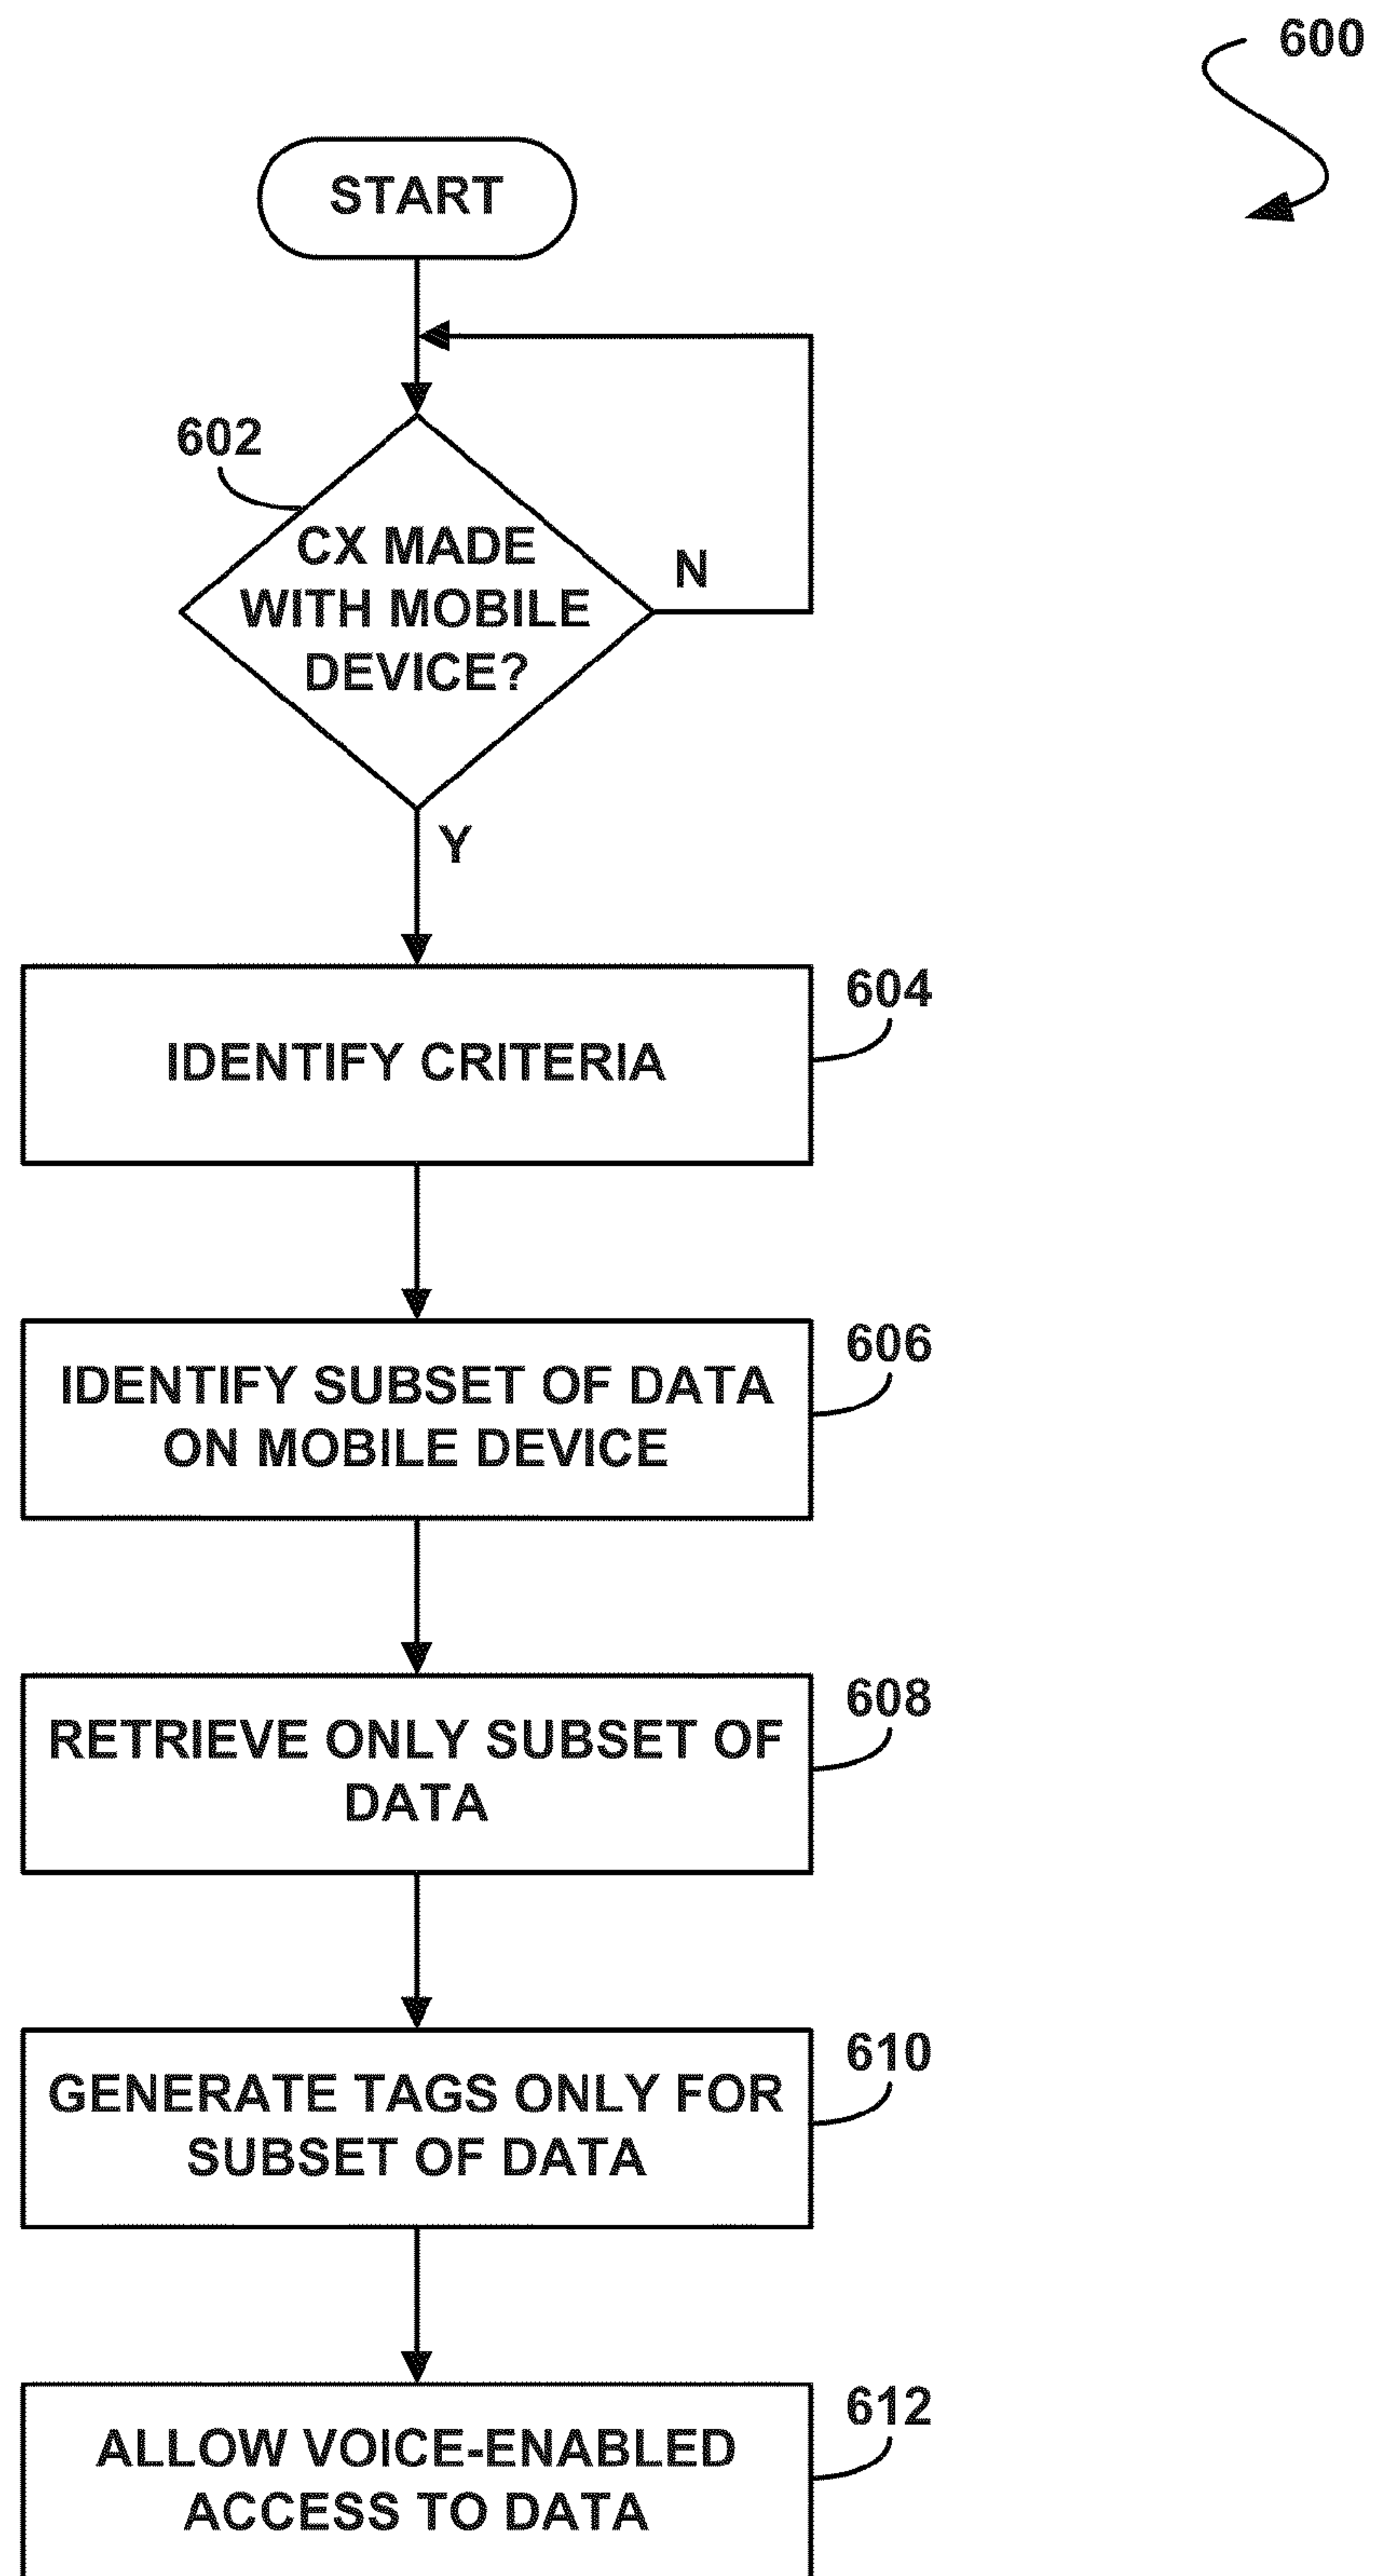 600
START
602
CX MADE
WITH MOBILE
DEVICE?
N
Y
604
IDENTIFY CRITERIA
606
IDENTIFY SUBSET OF DATA
ON MOBILE DEVICE
608
RETRIEVE ONLY SUBSET OF
DATA
610
GENERATE TAGS ONLY FOR
SUBSET OF DATA
612
ALLOW VOICE-ENABLED
ACCESS TO DATA